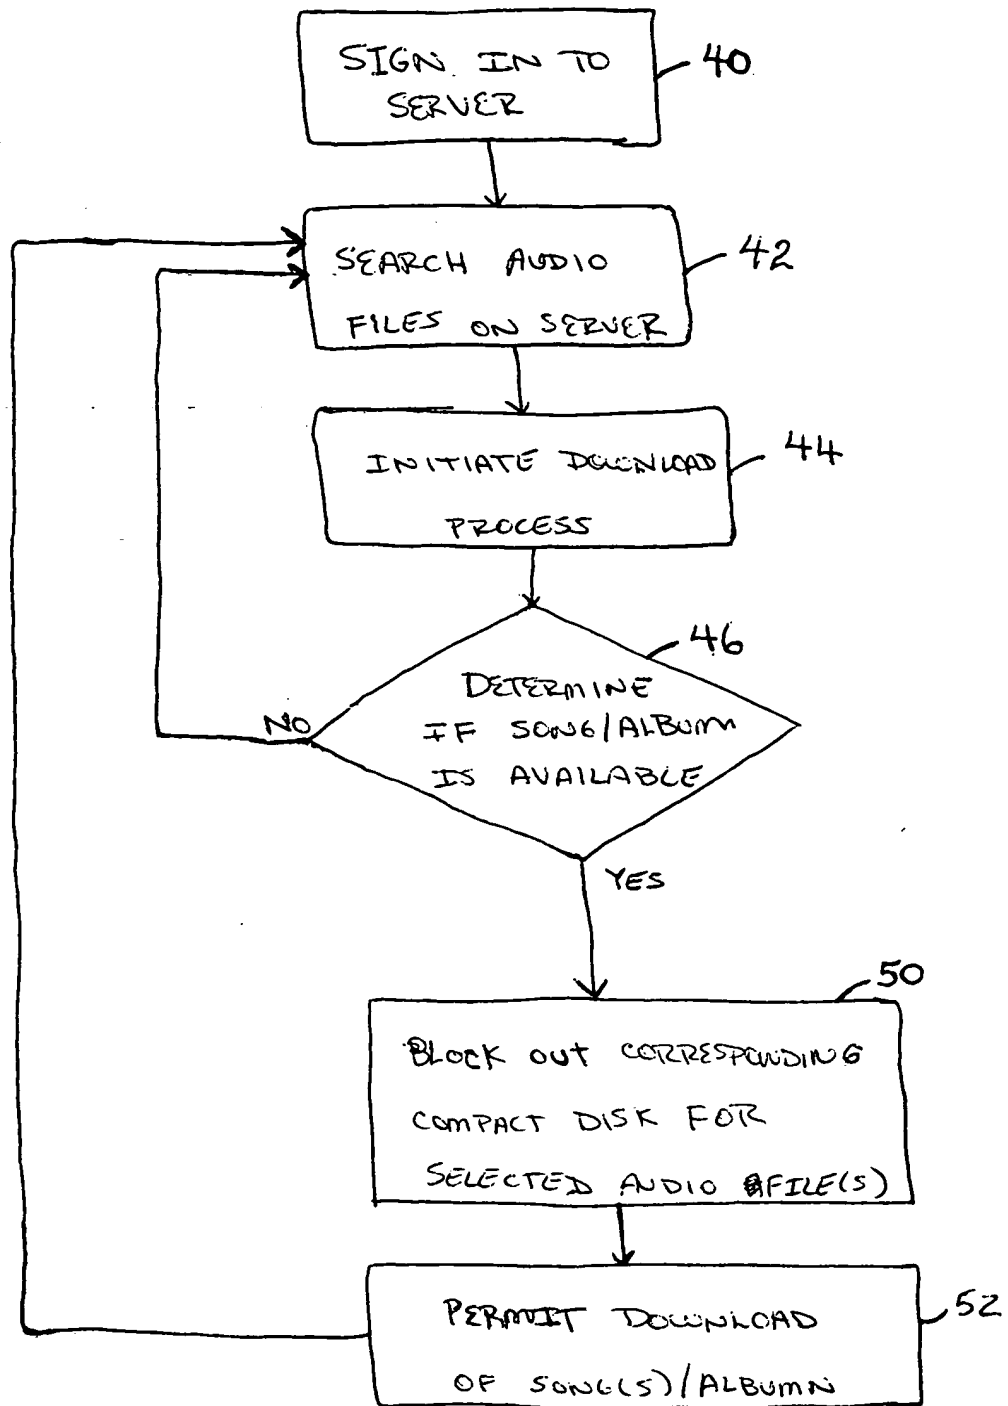 SIGN IN TO
SERVER
40
SEARCH AUDIO
FILES ON SERVER
42
INITIATE DOWNLOAD
PROCESS
44
46
DETERMINE
IF SONG/ALBUMN
IS AVAILABLE
NO
YES
50
BLOCK OUT CORRESPONDING
COMPACT DISK FOR
SELECTED AUDIO FILE(S)
PERMIT DOWNLOAD
OF SONG(S)/ALBUMN
52